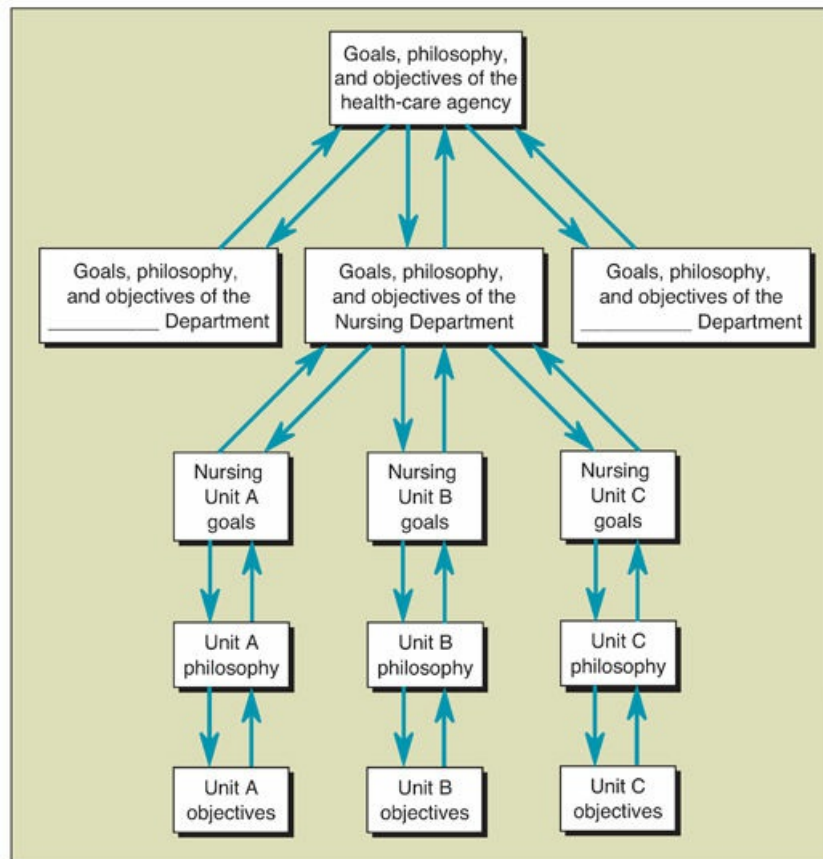 Goals, philosophy,
and objectives of the
health-care agency
Goals, philosophy,
and objectives of the
____________ Department
Goals, philosophy,
and objectives of the
Nursing Department
Goals, philosophy,
and objectives of the
____________ Department
Nursing
Unit A
goals
Nursing
Unit B
goals
Nursing
Unit C
goals
Unit A
philosophy
Unit B
philosophy
Unit C
philosophy
Unit A
objectives
Unit B
objectives
Unit C
objectives